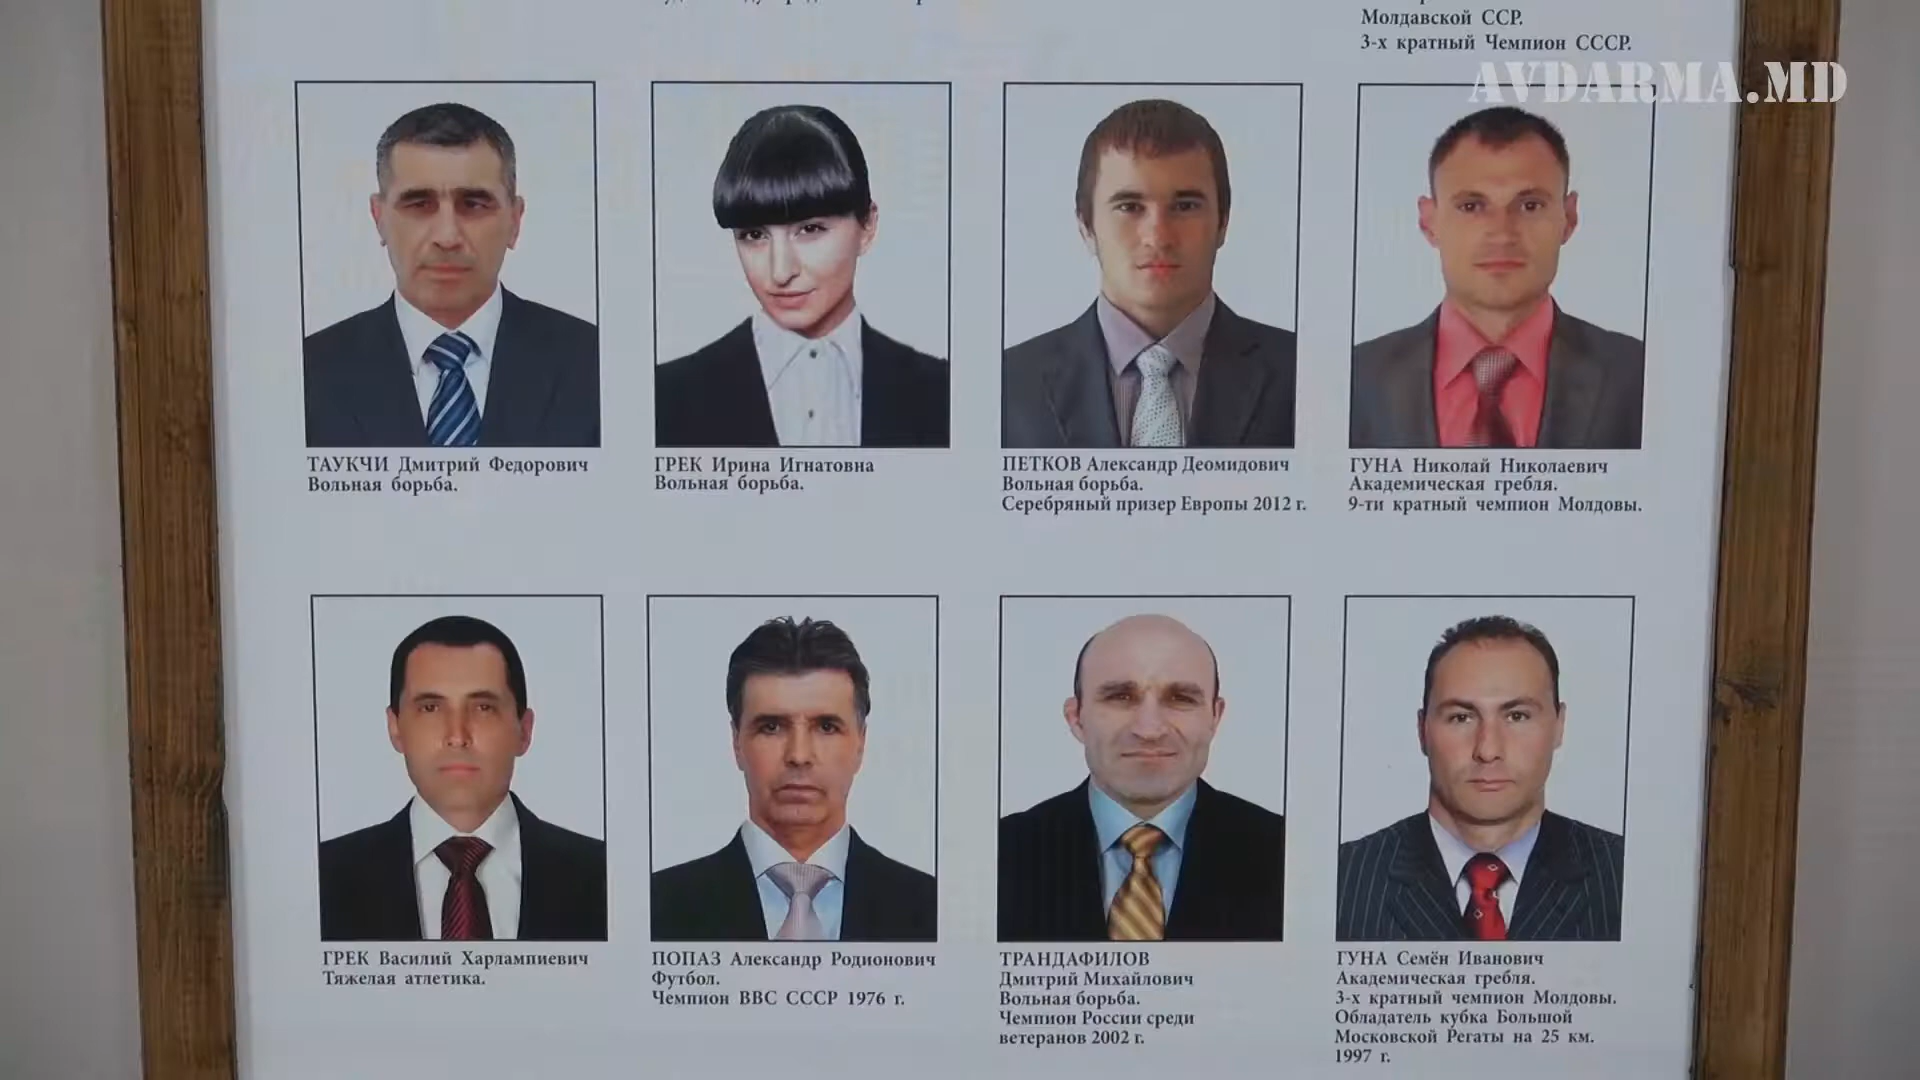 Молдавской ССР.
3-х кратный Чемпион СССР.
AVDARMA.MD
ТАУКЧИ Дмитрий Федорович
Вольная борьба.
ГРЕК Ирина Игнатовна
Вольная борьба.
ПЕТКОВ Александр Деомидович
Вольная борьба.
Серебряный призер Европы 2012 г.
ГУНА Николай Николаевич
Академическая гребля.
9-ти кратный чемпион Молдовы.
ГРЕК Василий Харлампиевич
Тяжелая атлетика.
ПОПАЗ Александр Родионович
Футбол.
Чемпион ВВС СССР 1976 г.
ТРАНДАФИЛОВ
Дмитрий Михайлович
Вольная борьба.
Чемпион России среди
ветеранов 2002 г.
ГУНА Семён Иванович
Академическая гребля.
3-х кратный чемпион Молдовы.
Обладатель кубка Большой
Московской Регаты на 25 км.
1997 г.